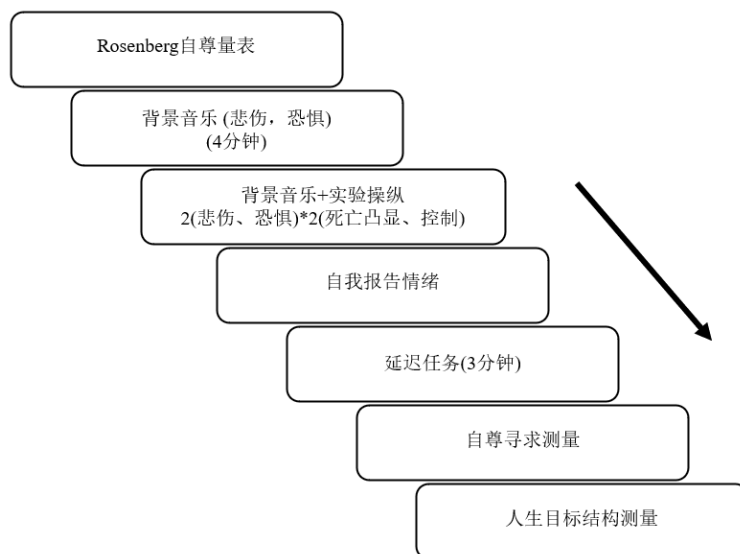 Rosenberg自尊量表
背景音乐 (悲伤，恐惧)
(4分钟)
背景音乐+实验操纵
2(悲伤、恐惧)*2(死亡凸显、控制)
自我报告情绪
延迟任务(3分钟)
自尊寻求测量
人生目标结构测量